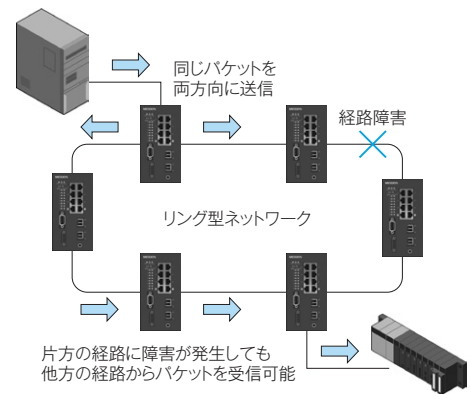 同じパケットを
両方向に送信
経路障害
リング型ネットワーク
片方の経路に障害が発生しても
他方の経路からパケットを受信可能